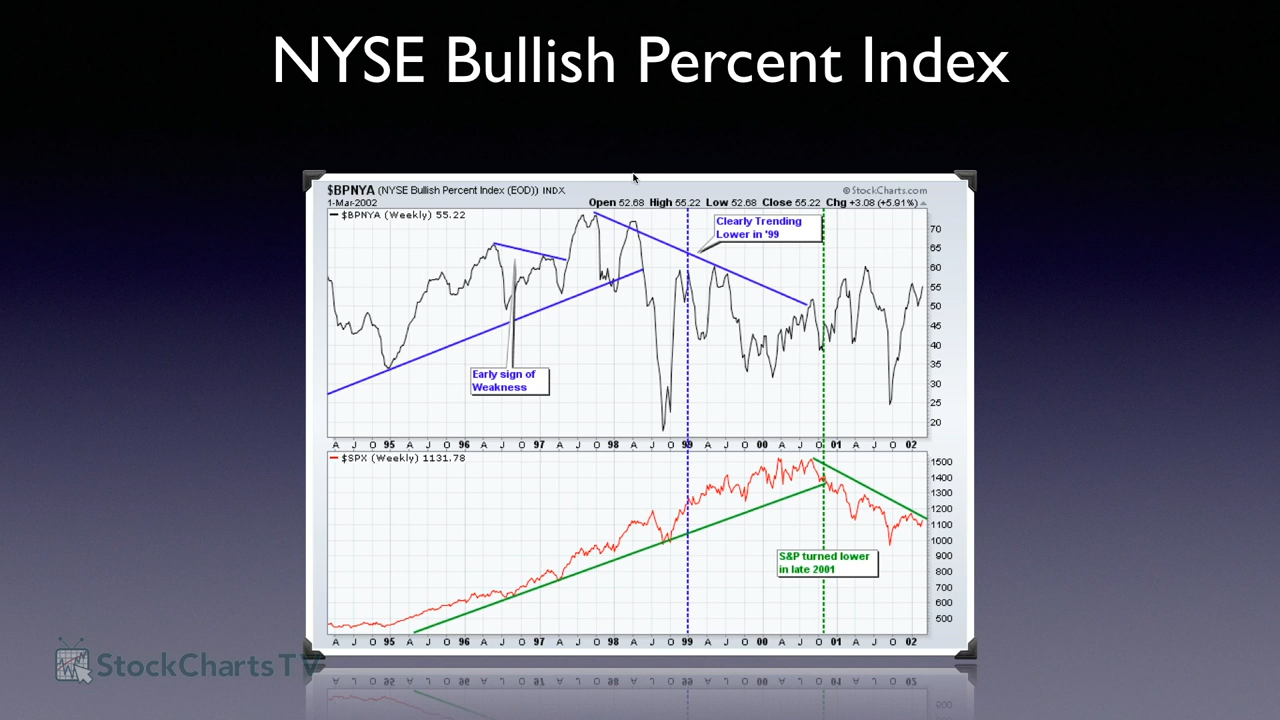 NYSE Bullish Percent Index
$BPNYA (NYSE Bullish Percent Index (EOD)) INDX
© StockCharts.com
1-Mar-2002
Open 52.68 High 55.22 Low 52.68 Close 55.22 Chg +3.08 (+5.91%)
$BPNYA (Weekly) 55.22
Clearly Trending
Lower in '99
70
65
60
55
50
45
40
35
30
25
20
Early sign of
Weakness
A J O 95 A J O 96 A J O 97 A J O 98 A J O 99 A J O 00 A J O 01 A J O 02
$SPX (Weekly) 1131.78
1500
1400
1300
1200
1100
1000
900
800
700
600
500
S&P turned lower
in late 2001
A J O 95 A J O 96 A J O 97 A J O 98 A J O 99 A J O 00 A J O 01 A J O 02
StockCharts TV